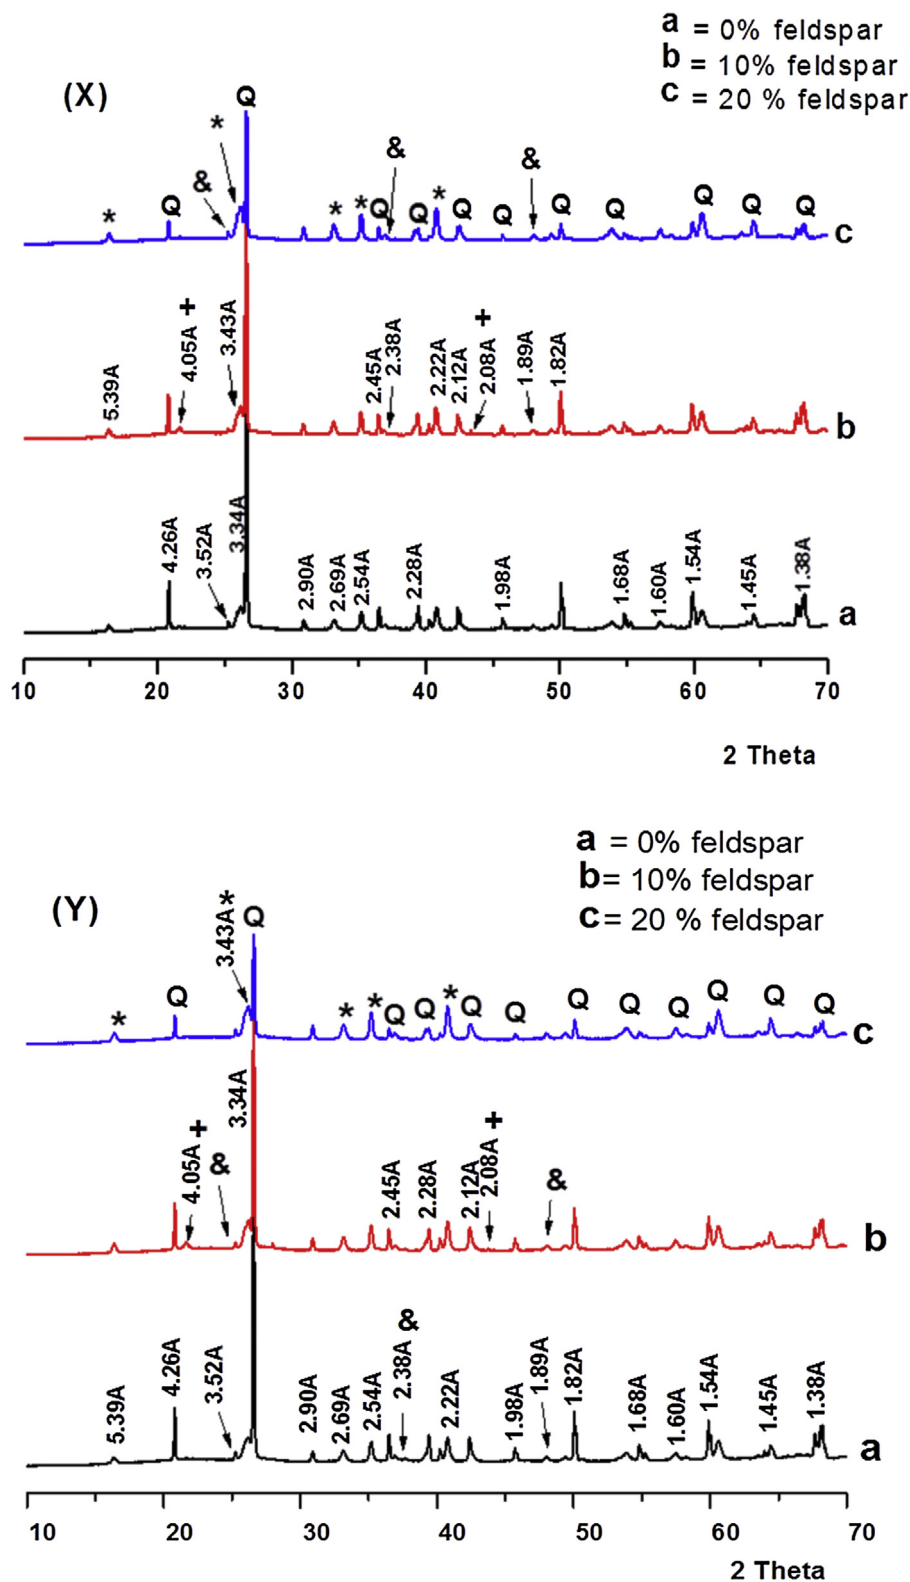 a = 0% feldspar
b = 10% feldspar
c = 20 % feldspar
(X)
Q
*
&
&
&
*
Q
*
*
Q
Q
*
Q
Q
Q
Q
Q
Q
Q
c
+
+
5.39A
4.05A
3.43A
2.45A
2.38A
2.22A
2.12A
2.08A
1.89A
1.82A
b
4.26A
3.52A
3.34A
2.90A
2.69A
2.54A
2.28A
1.98A
1.68A
1.60A
1.54A
1.45A
1.38A
a
10 20 30 40 50 60 70
2 Theta
a = 0% feldspar
b= 10% feldspar
c= 20 % feldspar
(Y)
3.43A*
Q
*
Q
*
*
Q
Q
*
Q
Q
Q
Q
Q
Q
Q
Q
c
3.34A
4.05A +
&
2.45A
2.28A
2.12A
2.08A +
&
b
5.39A
4.26A
3.52A
2.90A
2.69A
2.54A
2.38A &
2.22A
1.98A
1.89A
1.82A
1.68A
1.60A
1.54A
1.45A
1.38A
a
10 20 30 40 50 60 70
2 Theta